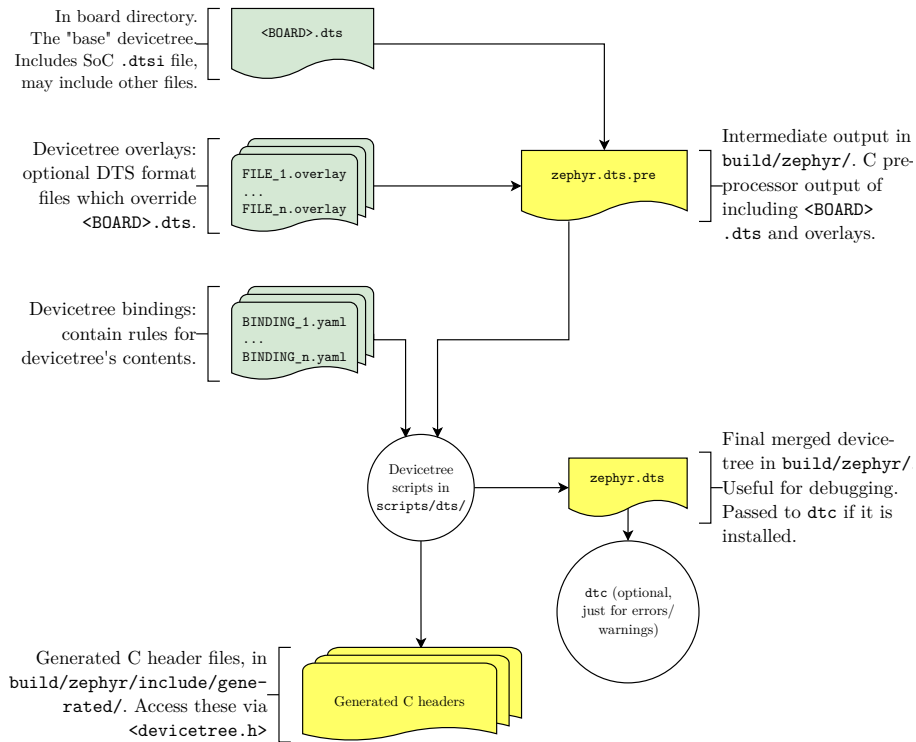 In board directory.
The "base" devicetree.
Includes SoC .dtsi file,
may include other files.
<BOARD>.dts
Devicetree overlays:
optional DTS format
files which override
<BOARD>.dts.
FILE_1.overlay
...
FILE_n.overlay
zephyr.dts.pre
Intermediate output in
build/zephyr/. C pre-
processor output of
including <BOARD>
.dts and overlays.
Devicetree bindings:
contain rules for
devicetree's contents.
BINDING_1.yaml
...
BINDING_n.yaml
Devicetree
scripts in
scripts/dts/
zephyr.dts
Final merged device-
tree in build/zephyr/.
Useful for debugging.
Passed to dtc if it is
installed.
dtc (optional,
just for errors/
warnings)
Generated C header files, in
build/zephyr/include/gene-
rated/. Access these via
<devicetree.h>
Generated C headers